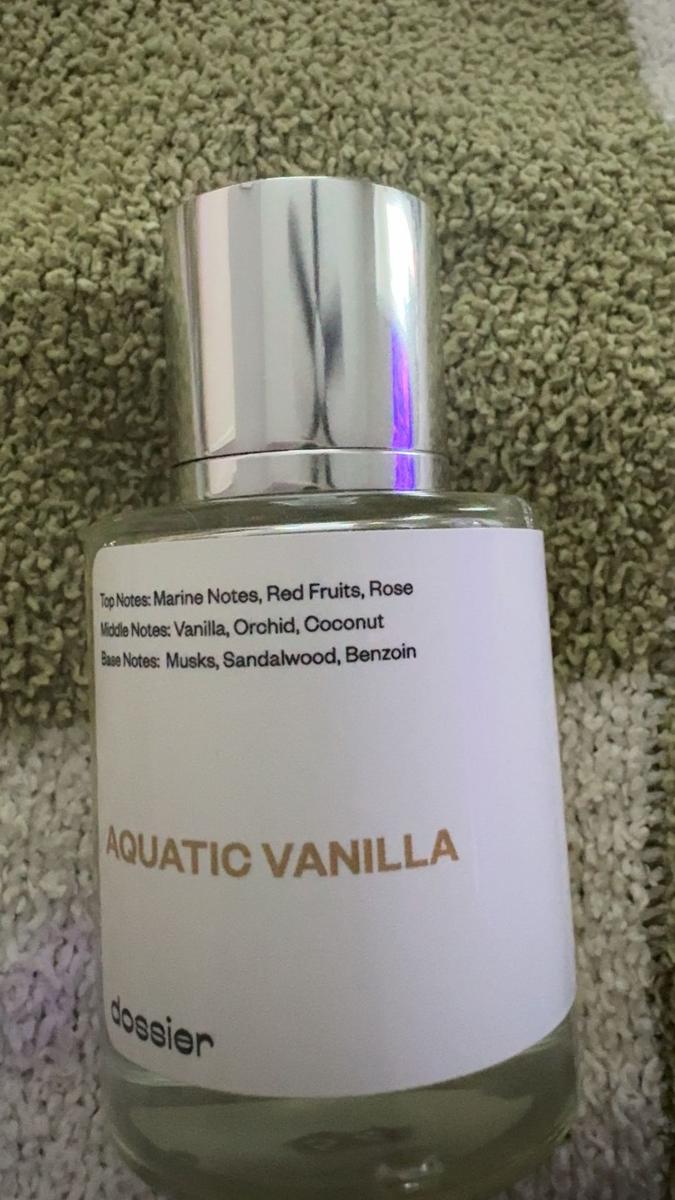 Top Notes: Marine Notes, Red Fruits, Rose
Middle Notes: Vanilla, Orchid, Coconut
Base Notes: Musks, Sandalwood, Benzoin
AQUATIC VANILLA
dossier